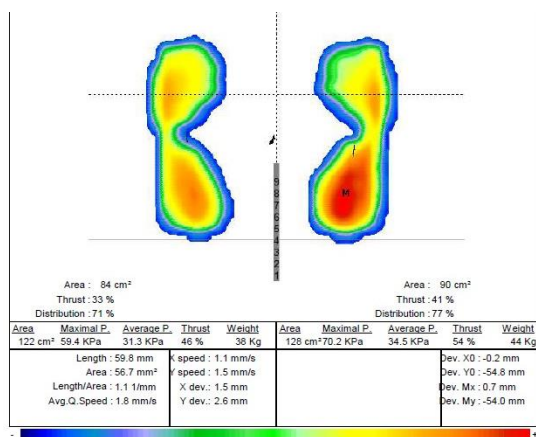 M
9
8
7
6
5
4
3
2
1
Area : 84 cm² Area : 90 cm²
Thrust : 33 % Thrust : 41 %
Distribution : 71 % Distribution : 77 %
Area Maximal P. Average P. Thrust Weight Area Maximal P. Average P. Thrust Weight
122 cm² 59.4 KPa 31.3 KPa 46 % 38 Kg 128 cm² 70.2 KPa 34.5 KPa 54 % 44 Kg
Length : 59.8 mm X speed : 1.1 mm/s Dev. X0 : -0.2 mm
Area : 56.7 mm² Y speed : 1.5 mm/s Dev. Y0 : -54.8 mm
Length/Area : 1.1 1/mm X dev.: 1.5 mm Dev. Mx : 0.7 mm
Avg.Q.Speed : 1.8 mm/s Y dev.: 2.6 mm Dev. My : -54.0 mm
- +